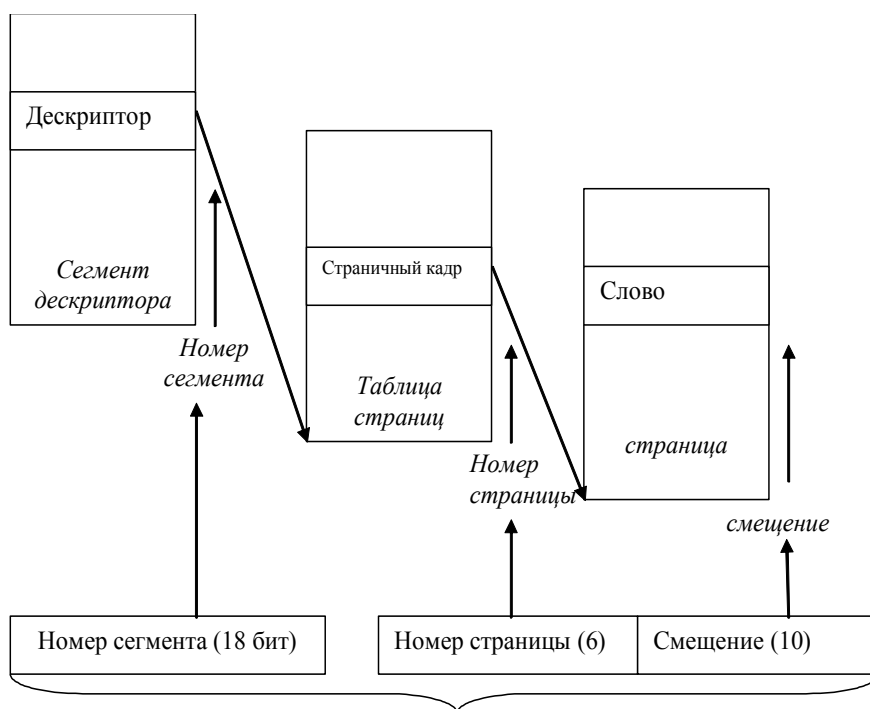 Дескриптор
Сегмент
дескриптора
Номер
сегмента
Страничный кадр
Таблица
страниц
Номер
страницы
Слово
страница
смещение
Номер сегмента (18 бит)
Номер страницы (6)
Смещение (10)